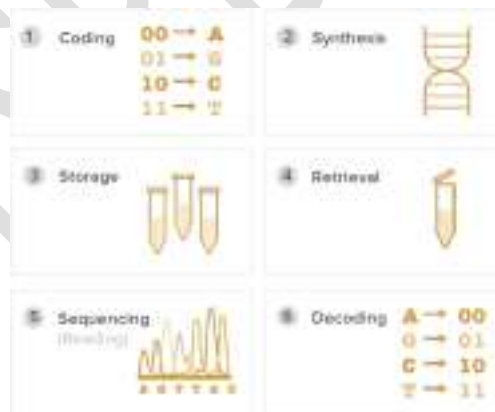 1 Coding
00 → A
01 → G
10 → C
11 → T
2 Synthesis
3 Storage
4 Retrieval
5 Sequencing
(Reading)
6 Decoding
A → 00
G → 01
C → 10
T → 11